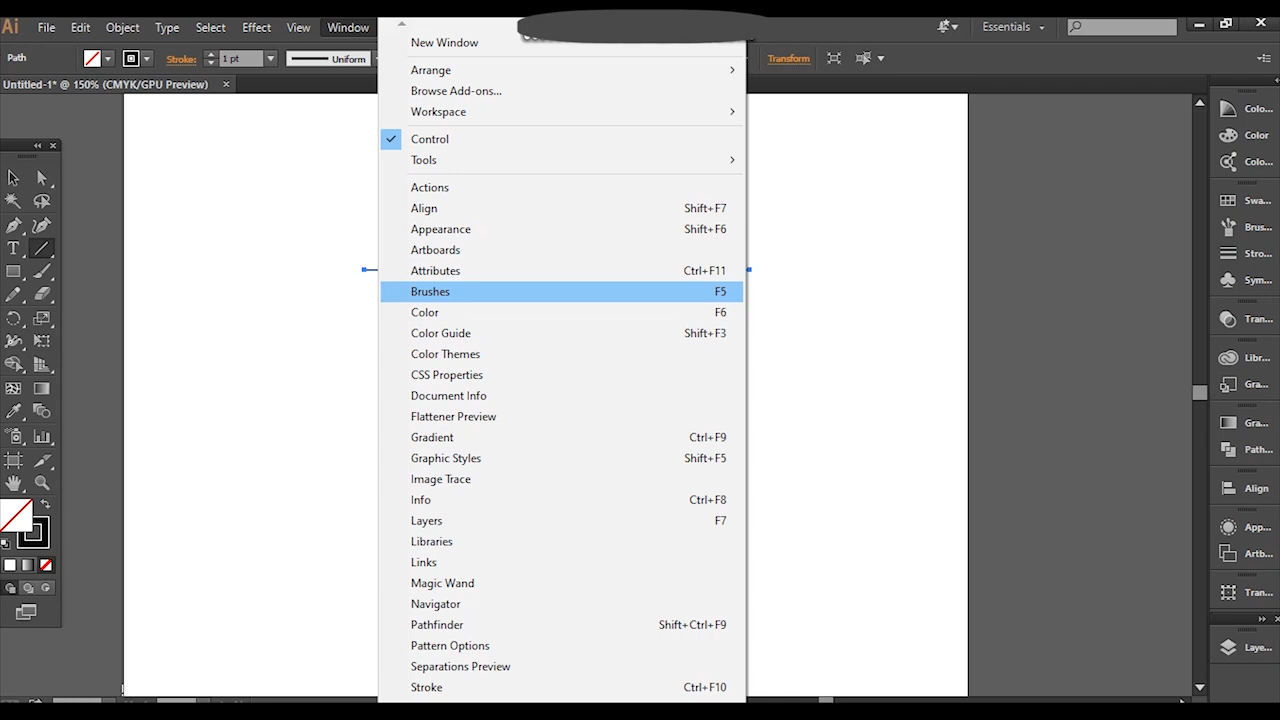 Ai File Edit Object Type Select Effect View Window Essentials
Path Stroke: 1 pt Uniform Transform
Untitled-1* @ 150% (CMYK/GPU Preview)
New Window
Arrange
Browse Add-ons...
Workspace
Control
Tools
Actions
Align Shift+F7
Appearance Shift+F6
Artboards
Attributes Ctrl+F11
Brushes F5
Color F6
Color Guide Shift+F3
Color Themes
CSS Properties
Document Info
Flattener Preview
Gradient Ctrl+F9
Graphic Styles Shift+F5
Image Trace
Info Ctrl+F8
Layers F7
Libraries
Links
Magic Wand
Navigator
Pathfinder Shift+Ctrl+F9
Pattern Options
Separations Preview
Stroke Ctrl+F10
Colo...
Color
Colo...
Swa...
Brus...
Stro...
Sym...
Tran...
Libr...
Gra...
Gra...
Path...
Align
App...
Artb...
Tran...
Laye...